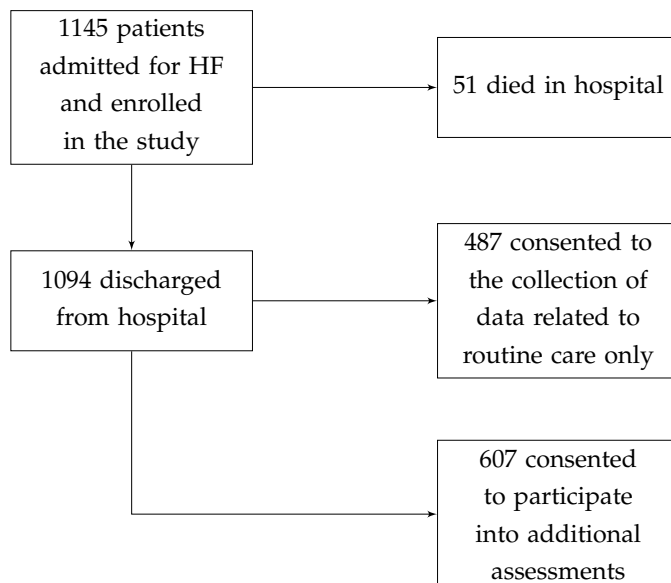 1145 patients
admitted for HF
and enrolled
in the study
51 died in hospital
1094 discharged
from hospital
487 consented to
the collection of
data related to
routine care only
607 consented
to participate
into additional
assessments